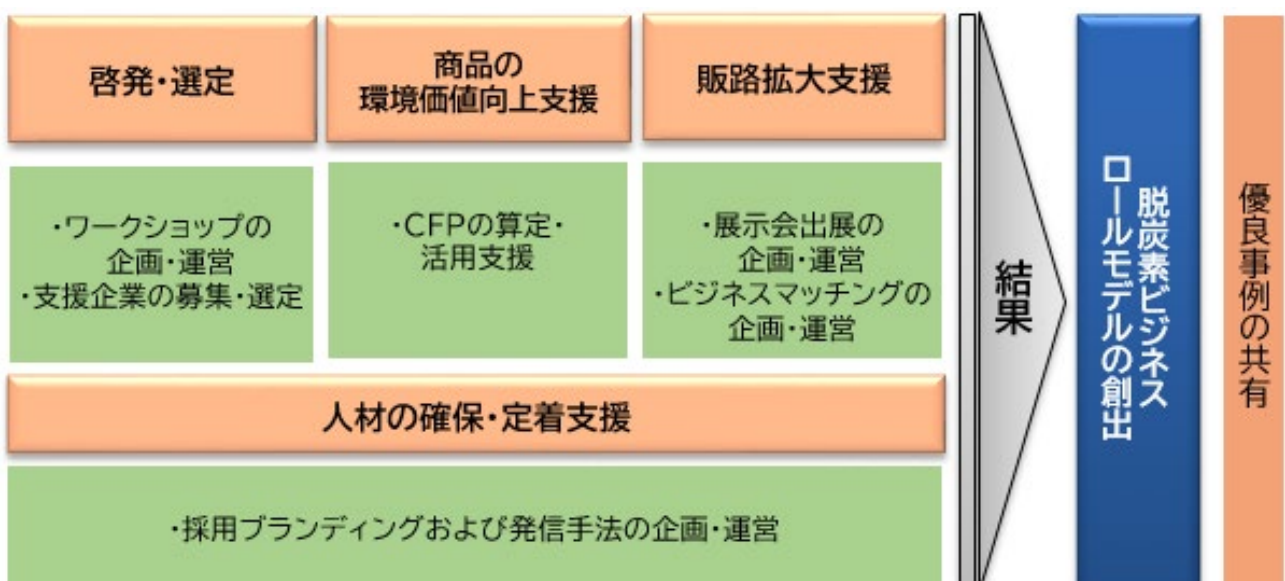 啓発・選定
商品の
環境価値向上支援
販路拡大支援
・ワークショップの
企画・運営
・支援企業の募集・選定
・CFPの算定・
活用支援
・展示会出展の
企画・運営
・ビジネスマッチングの
企画・運営
人材の確保・定着支援
・採用ブランディングおよび発信手法の企画・運営
結果
脱炭素ビジネス
ロールモデルの創出
優良事例の共有